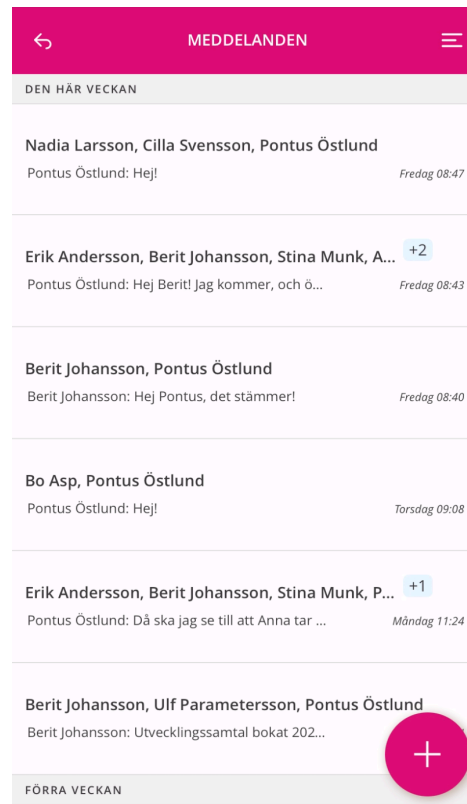 MEDDELANDEN
DEN HÄR VECKAN
Nadia Larsson, Cilla Svensson, Pontus Östlund
Pontus Östlund: Hej! Fredag 08:47
Erik Andersson, Berit Johansson, Stina Munk, A... +2
Pontus Östlund: Hej Berit! Jag kommer, och ö... Fredag 08:43
Berit Johansson, Pontus Östlund
Berit Johansson: Hej Pontus, det stämmer! Fredag 08:40
Bo Asp, Pontus Östlund
Pontus Östlund: Hej! Torsdag 09:08
Erik Andersson, Berit Johansson, Stina Munk, P... +1
Pontus Östlund: Då ska jag se till att Anna tar ... Måndag 11:24
Berit Johansson, Ulf Parametersson, Pontus Östlund
Berit Johansson: Utvecklingssamtal bokat 202...
FÖRRA VECKAN